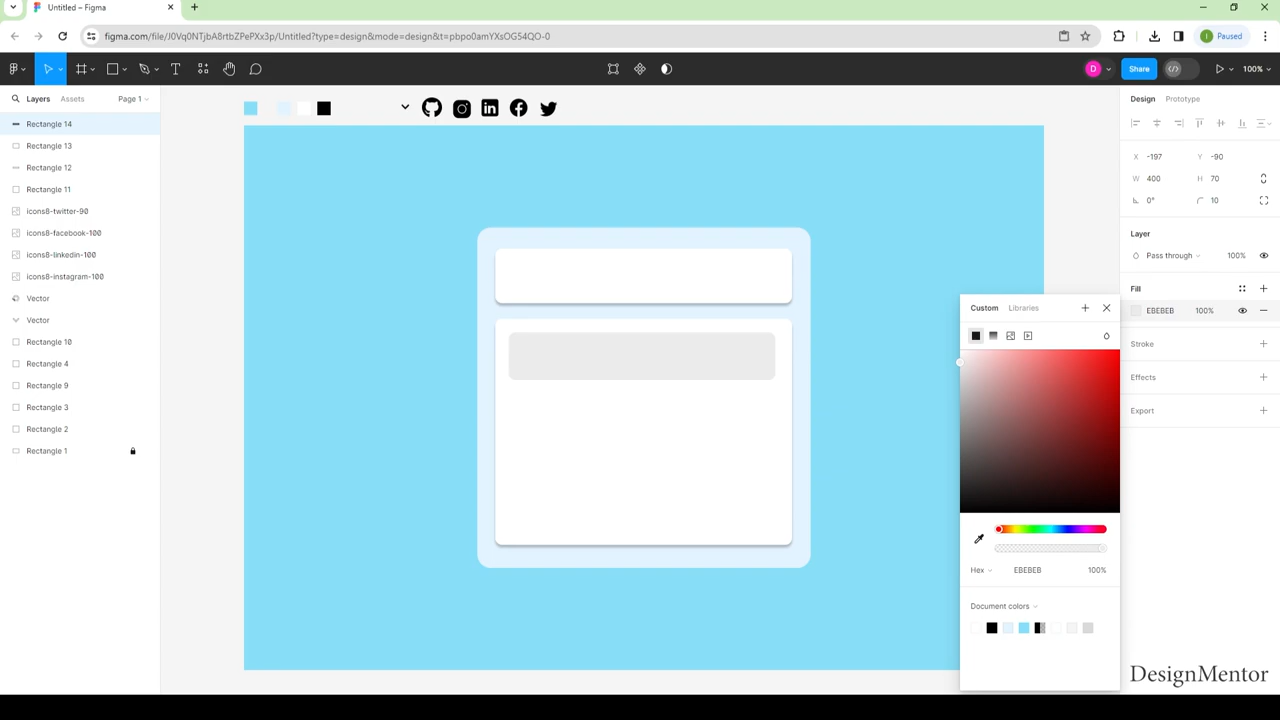 Untitled – Figma
figma.com/file/J0Vq0NTjbA8rtbZPePXx3p/Untitled?type=design&mode=design&t=pbpo0amYXsOG54QO-0
I
Paused
D
Share
100%
Layers
Assets
Page 1
Design
Prototype
Rectangle 14
Rectangle 13
Rectangle 12
Rectangle 11
icons8-twitter-90
icons8-facebook-100
icons8-linkedin-100
icons8-instagram-100
Vector
Vector
Rectangle 10
Rectangle 4
Rectangle 9
Rectangle 3
Rectangle 2
Rectangle 1
X -197 Y -90
W 400 H 70
0° 10
Layer
Pass through 100%
Fill
EBEBEB 100%
Stroke
Effects
Export
Custom
Libraries
Hex EBEBEB 100%
Document colors
DesignMentor